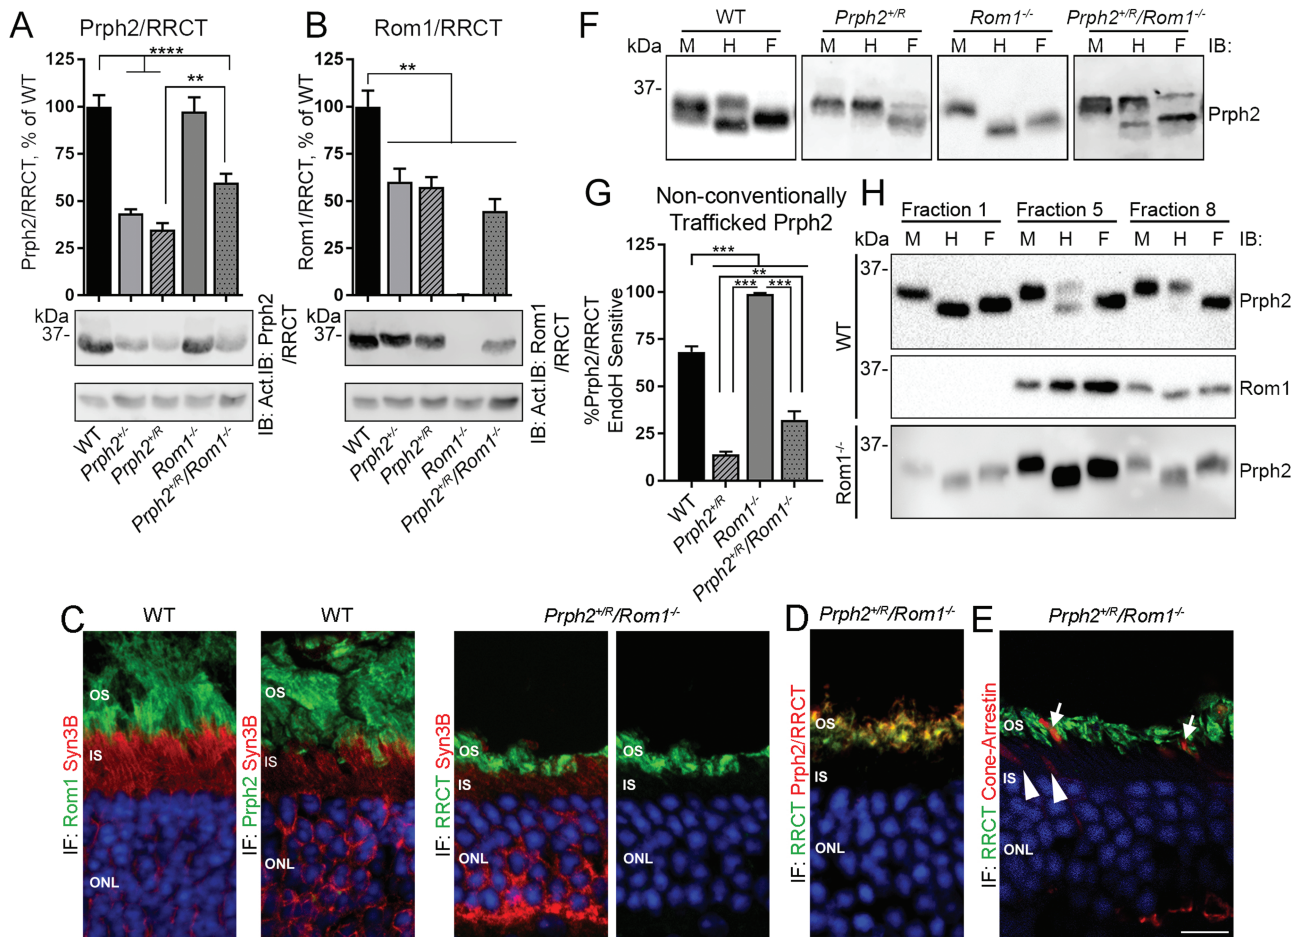 A
Prph2/RRCT
Prph2/RRCT, % of WT
125
100
75
50
25
0
****
**
kDa
37-
IB: Prph2
/RRCT
IB: Act.
WT
Prph2+/-
Prph2+/R
Rom1-/-
Prph2+/R/Rom1-/-
B
Rom1/RRCT
Rom1/RRCT, % of WT
125
100
75
50
25
0
**
kDa
37-
IB: Rom1
/RRCT
IB: Act.
WT
Prph2+/-
Prph2+/R
Rom1-/-
Prph2+/R/Rom1-/-
F
WT
Prph2+/R
Rom1-/-
Prph2+/R/Rom1-/-
kDa
M H F
M H F
M H F
M H F
IB:
37-
Prph2
G
Non-conventionally
Trafficked Prph2
%Prph2/RRCT
EndoH Sensitive
125
100
75
50
25
0
***
**
*** ***
WT
Prph2+/R
Rom1-/-
Prph2+/R/Rom1-/-
H
Fraction 1 Fraction 5 Fraction 8
kDa
M H F M H F M H F
IB:
WT
37-
Prph2
37-
Rom1
Rom1-/-
37-
Prph2
C
WT
IF: Rom1 Syn3B
OS
IS
ONL
WT
IF: Prph2 Syn3B
OS
IS
ONL
Prph2+/R/Rom1-/-
IF: RRCT Syn3B
OS
IS
ONL
D
Prph2+/R/Rom1-/-
IF: RRCT Prph2/RRCT
OS
IS
ONL
E
Prph2+/R/Rom1-/-
IF: RRCT Cone-Arrestin
OS
IS
ONL